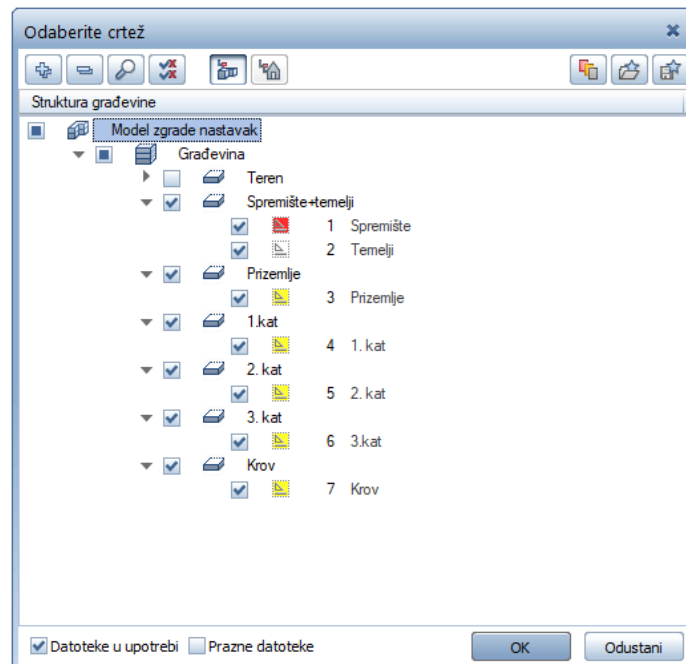 Odaberite crtež
Struktura građevine
Model zgrade nastavak
Građevina
Teren
Spremište+temelji
1 Spremište
2 Temelji
Prizemlje
3 Prizemlje
1.kat
4 1. kat
2. kat
5 2. kat
3. kat
6 3.kat
Krov
7 Krov
Datoteke u upotrebi Prazne datoteke OK Odustani